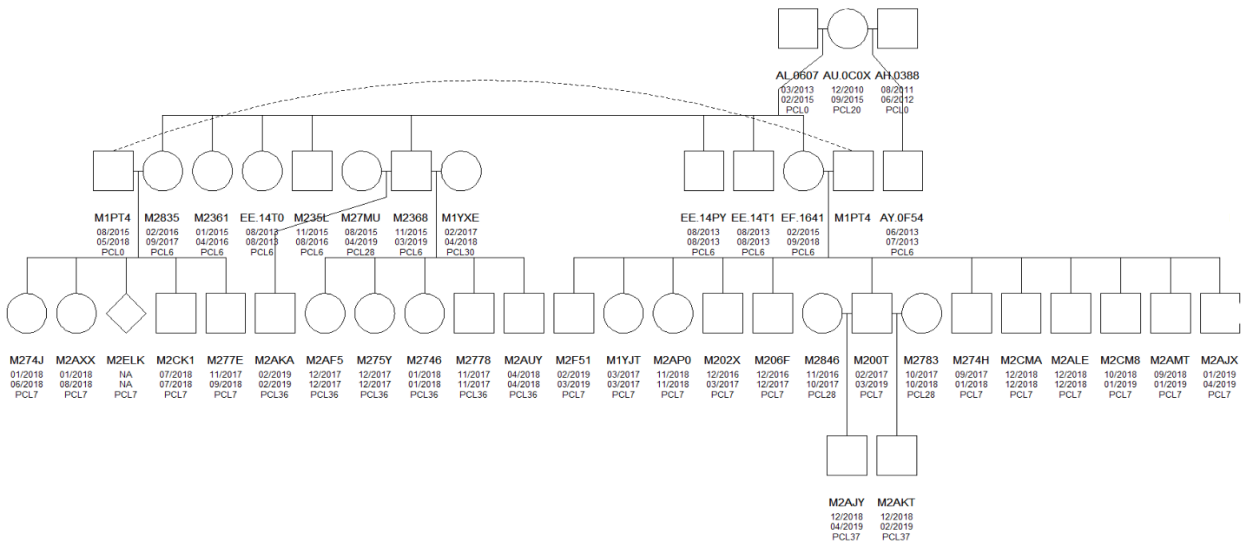 AL.0607 AU.0C0X AH.0388
03/2013 12/2010 08/2011
02/2015 09/2015 06/2012
PCL0 PCL20 PCL0
M1PT4 M2835 M2361 EE.14T0 M235L M27MU M2368 M1YXE EE.14PY EE.14T1 EF.1641 M1PT4 AY.0F54
08/2015 02/2016 01/2015 08/2013 11/2015 08/2015 11/2015 02/2017 08/2013 08/2013 02/2015 06/2013
05/2018 09/2017 04/2016 08/2013 08/2016 04/2019 03/2019 04/2018 08/2013 08/2013 09/2018 07/2013
PCL0 PCL6 PCL6 PCL6 PCL6 PCL28 PCL6 PCL30 PCL6 PCL6 PCL6 PCL6
M274J M2AXX M2ELK M2CK1 M277E M2AKA M2AF5 M275Y M2746 M2778 M2AUY M2F51 M1YJT M2AP0 M202X M206F M2846 M200T M2783 M274H M2CMA M2ALE M2CM8 M2AMT M2AJX
01/2018 01/2018 NA 07/2018 11/2017 02/2019 12/2017 12/2017 01/2018 11/2017 04/2018 02/2019 03/2017 11/2018 12/2016 12/2016 11/2016 02/2017 10/2017 09/2017 12/2018 12/2018 10/2018 09/2018 01/2019
06/2018 08/2018 NA 07/2018 09/2018 02/2019 12/2017 12/2017 01/2018 11/2017 04/2018 03/2019 03/2017 11/2018 03/2017 12/2017 10/2017 03/2019 10/2018 01/2018 12/2018 12/2018 01/2019 01/2019 04/2019
PCL7 PCL7 PCL7 PCL7 PCL7 PCL36 PCL36 PCL36 PCL36 PCL36 PCL36 PCL7 PCL7 PCL7 PCL7 PCL7 PCL28 PCL7 PCL28 PCL7 PCL7 PCL7 PCL7 PCL7 PCL7
M2AJY M2AKT
12/2018 12/2018
04/2019 02/2019
PCL37 PCL37